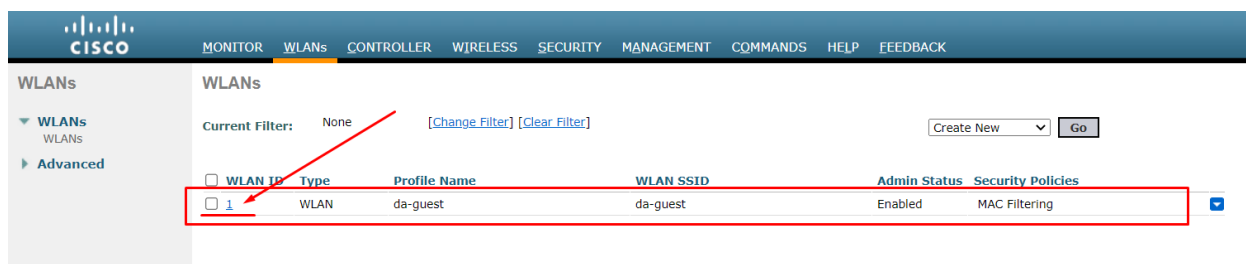 CISCO
MONITOR WLANs CONTROLLER WIRELESS SECURITY MANAGEMENT COMMANDS HELP FEEDBACK
WLANs
WLANs
WLANs
Advanced
WLANs
Current Filter: None [Change Filter] [Clear Filter]
Create New Go
WLAN ID Type Profile Name WLAN SSID Admin Status Security Policies
1 WLAN da-guest da-guest Enabled MAC Filtering